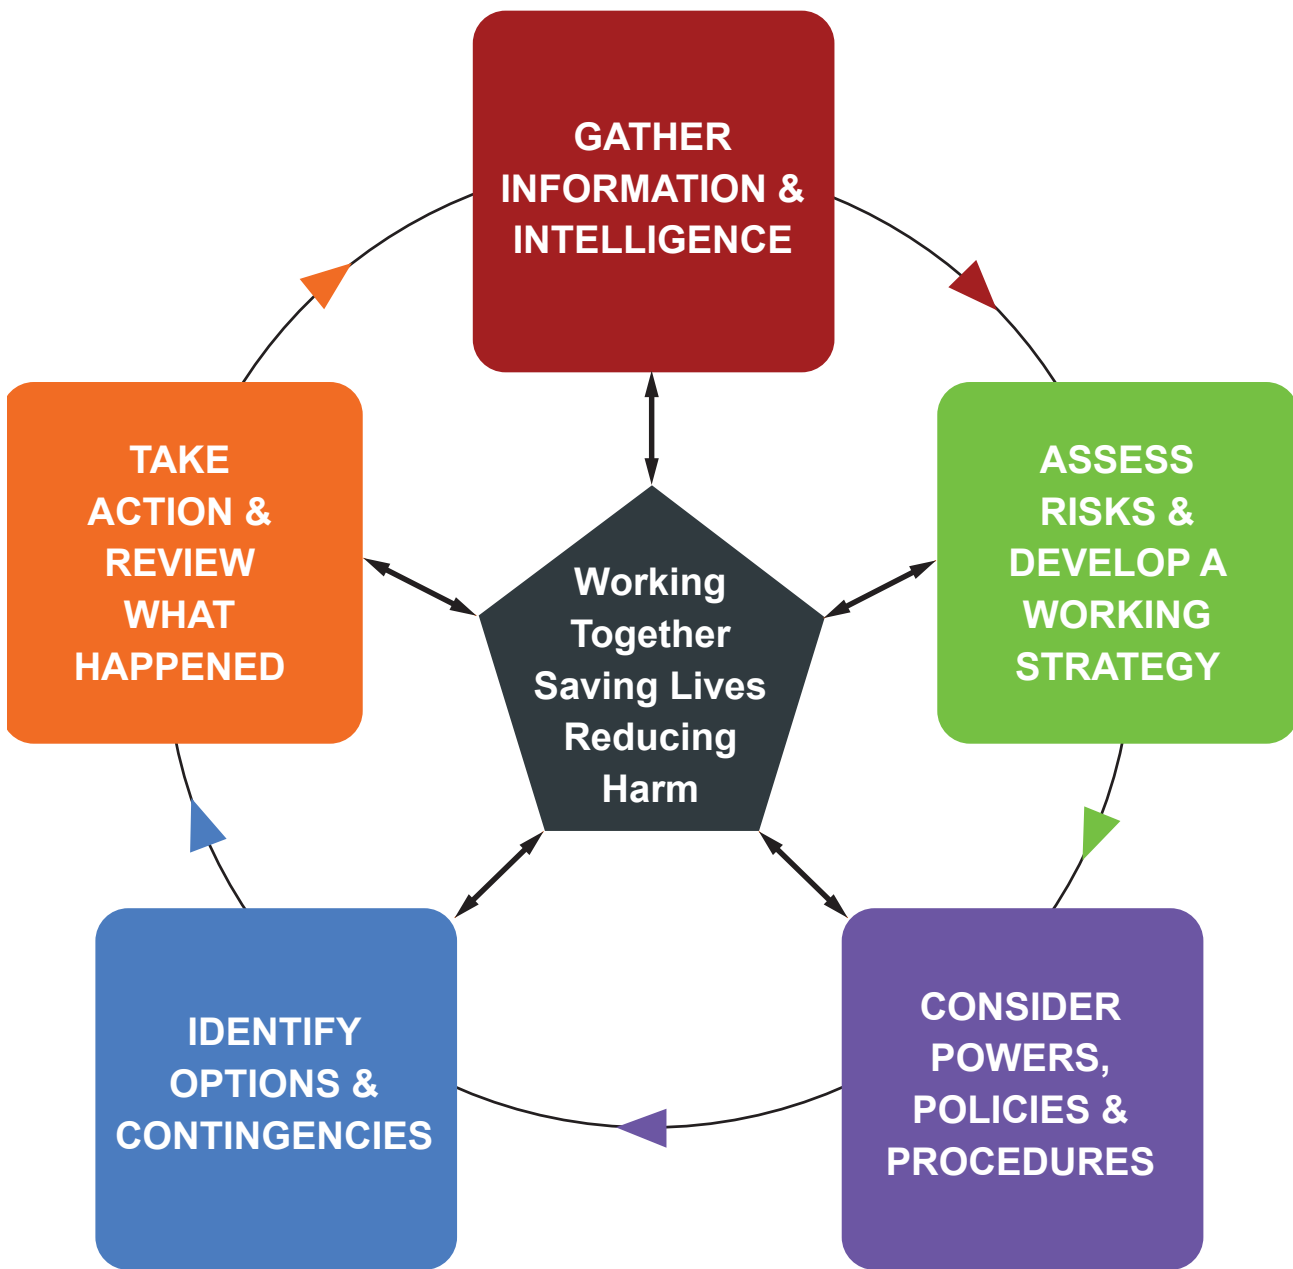 GATHER
INFORMATION &
INTELLIGENCE
ASSESS
RISKS &
DEVELOP A
WORKING
STRATEGY
CONSIDER
POWERS,
POLICIES &
PROCEDURES
IDENTIFY
OPTIONS &
CONTINGENCIES
TAKE
ACTION &
REVIEW
WHAT
HAPPENED
Working
Together
Saving Lives
Reducing
Harm